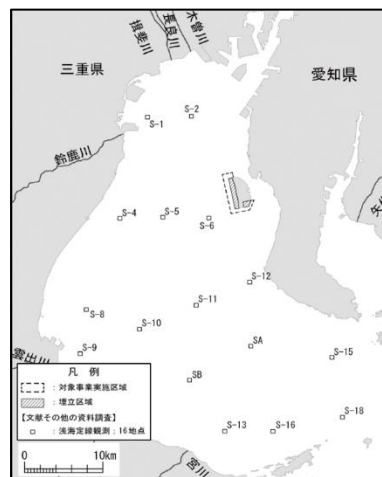 木曽川
長良川
揖斐川
三重県
愛知県
S-1
S-2
鈴鹿川
S-4
S-5
S-6
S-12
S-11
S-8
S-10
S-9
SA
S-15
SB
S-18
S-13
S-16
宮川
凡 例
：対象事業実施区域
：埋立区域
【文献その他の資料調査】
：浅海定線観測；16地点
0 10km